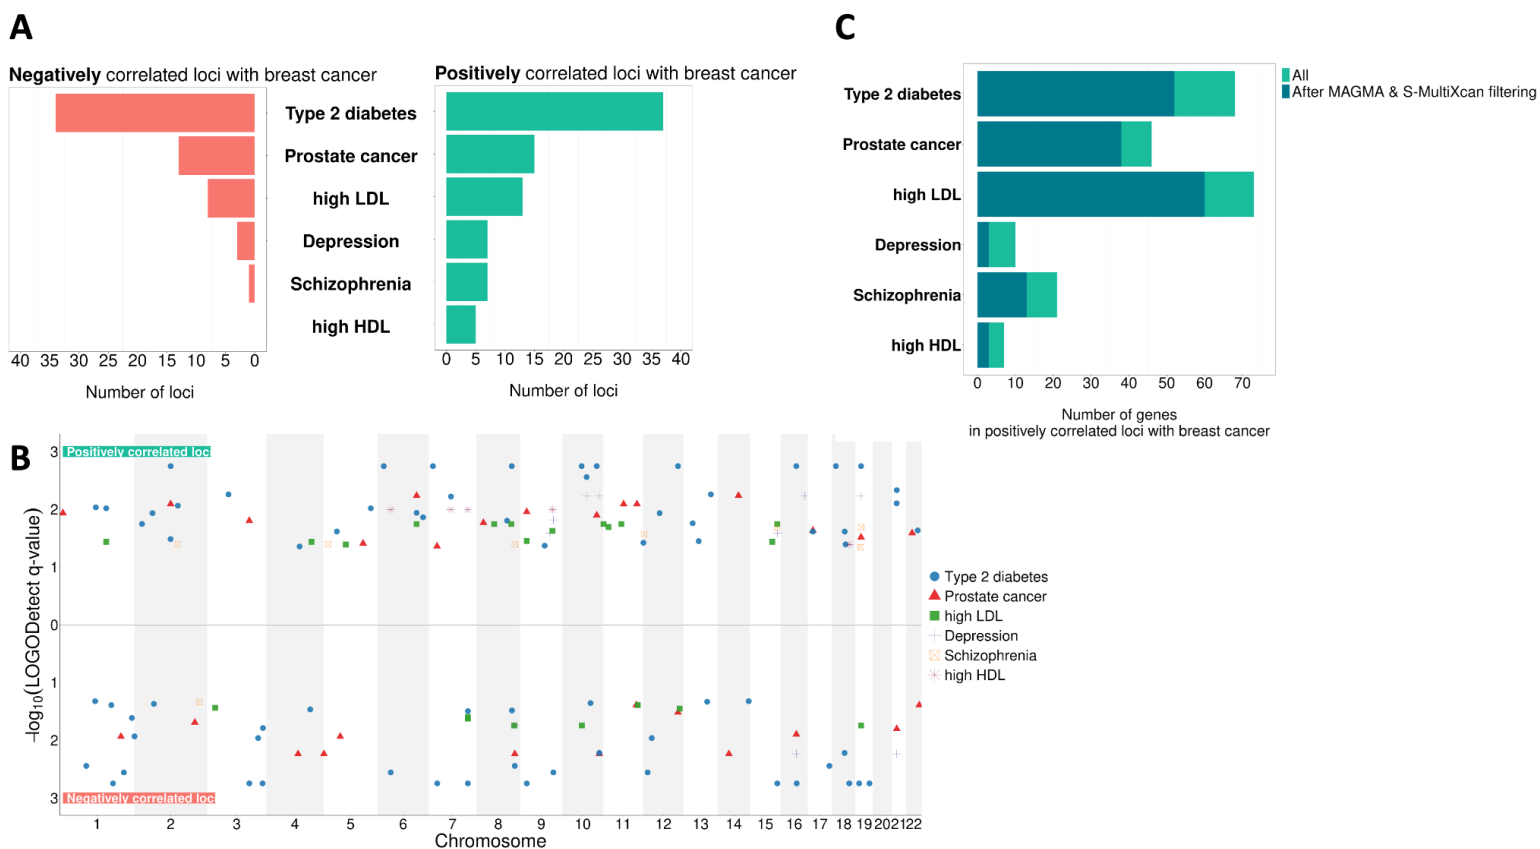 A
Negatively correlated loci with breast cancer
Positively correlated loci with breast cancer
Type 2 diabetes
Prostate cancer
high LDL
Depression
Schizophrenia
high HDL
40 35 30 25 20 15 10 5 0
Number of loci
0 5 10 15 20 25 30 35 40
Number of loci
C
Type 2 diabetes
Prostate cancer
high LDL
Depression
Schizophrenia
high HDL
0 10 20 30 40 50 60 70
Number of genes
in positively correlated loci with breast cancer
All
After MAGMA & S-MultiXcan filtering
B
Positively correlated loci
Negatively correlated loci
−log10(LOGODetect q-value)
3
2
1
0
1
2
3
1 2 3 4 5 6 7 8 9 10 11 12 13 14 15 16 17 18 19 20 21 22
Chromosome
Type 2 diabetes
Prostate cancer
high LDL
Depression
Schizophrenia
high HDL